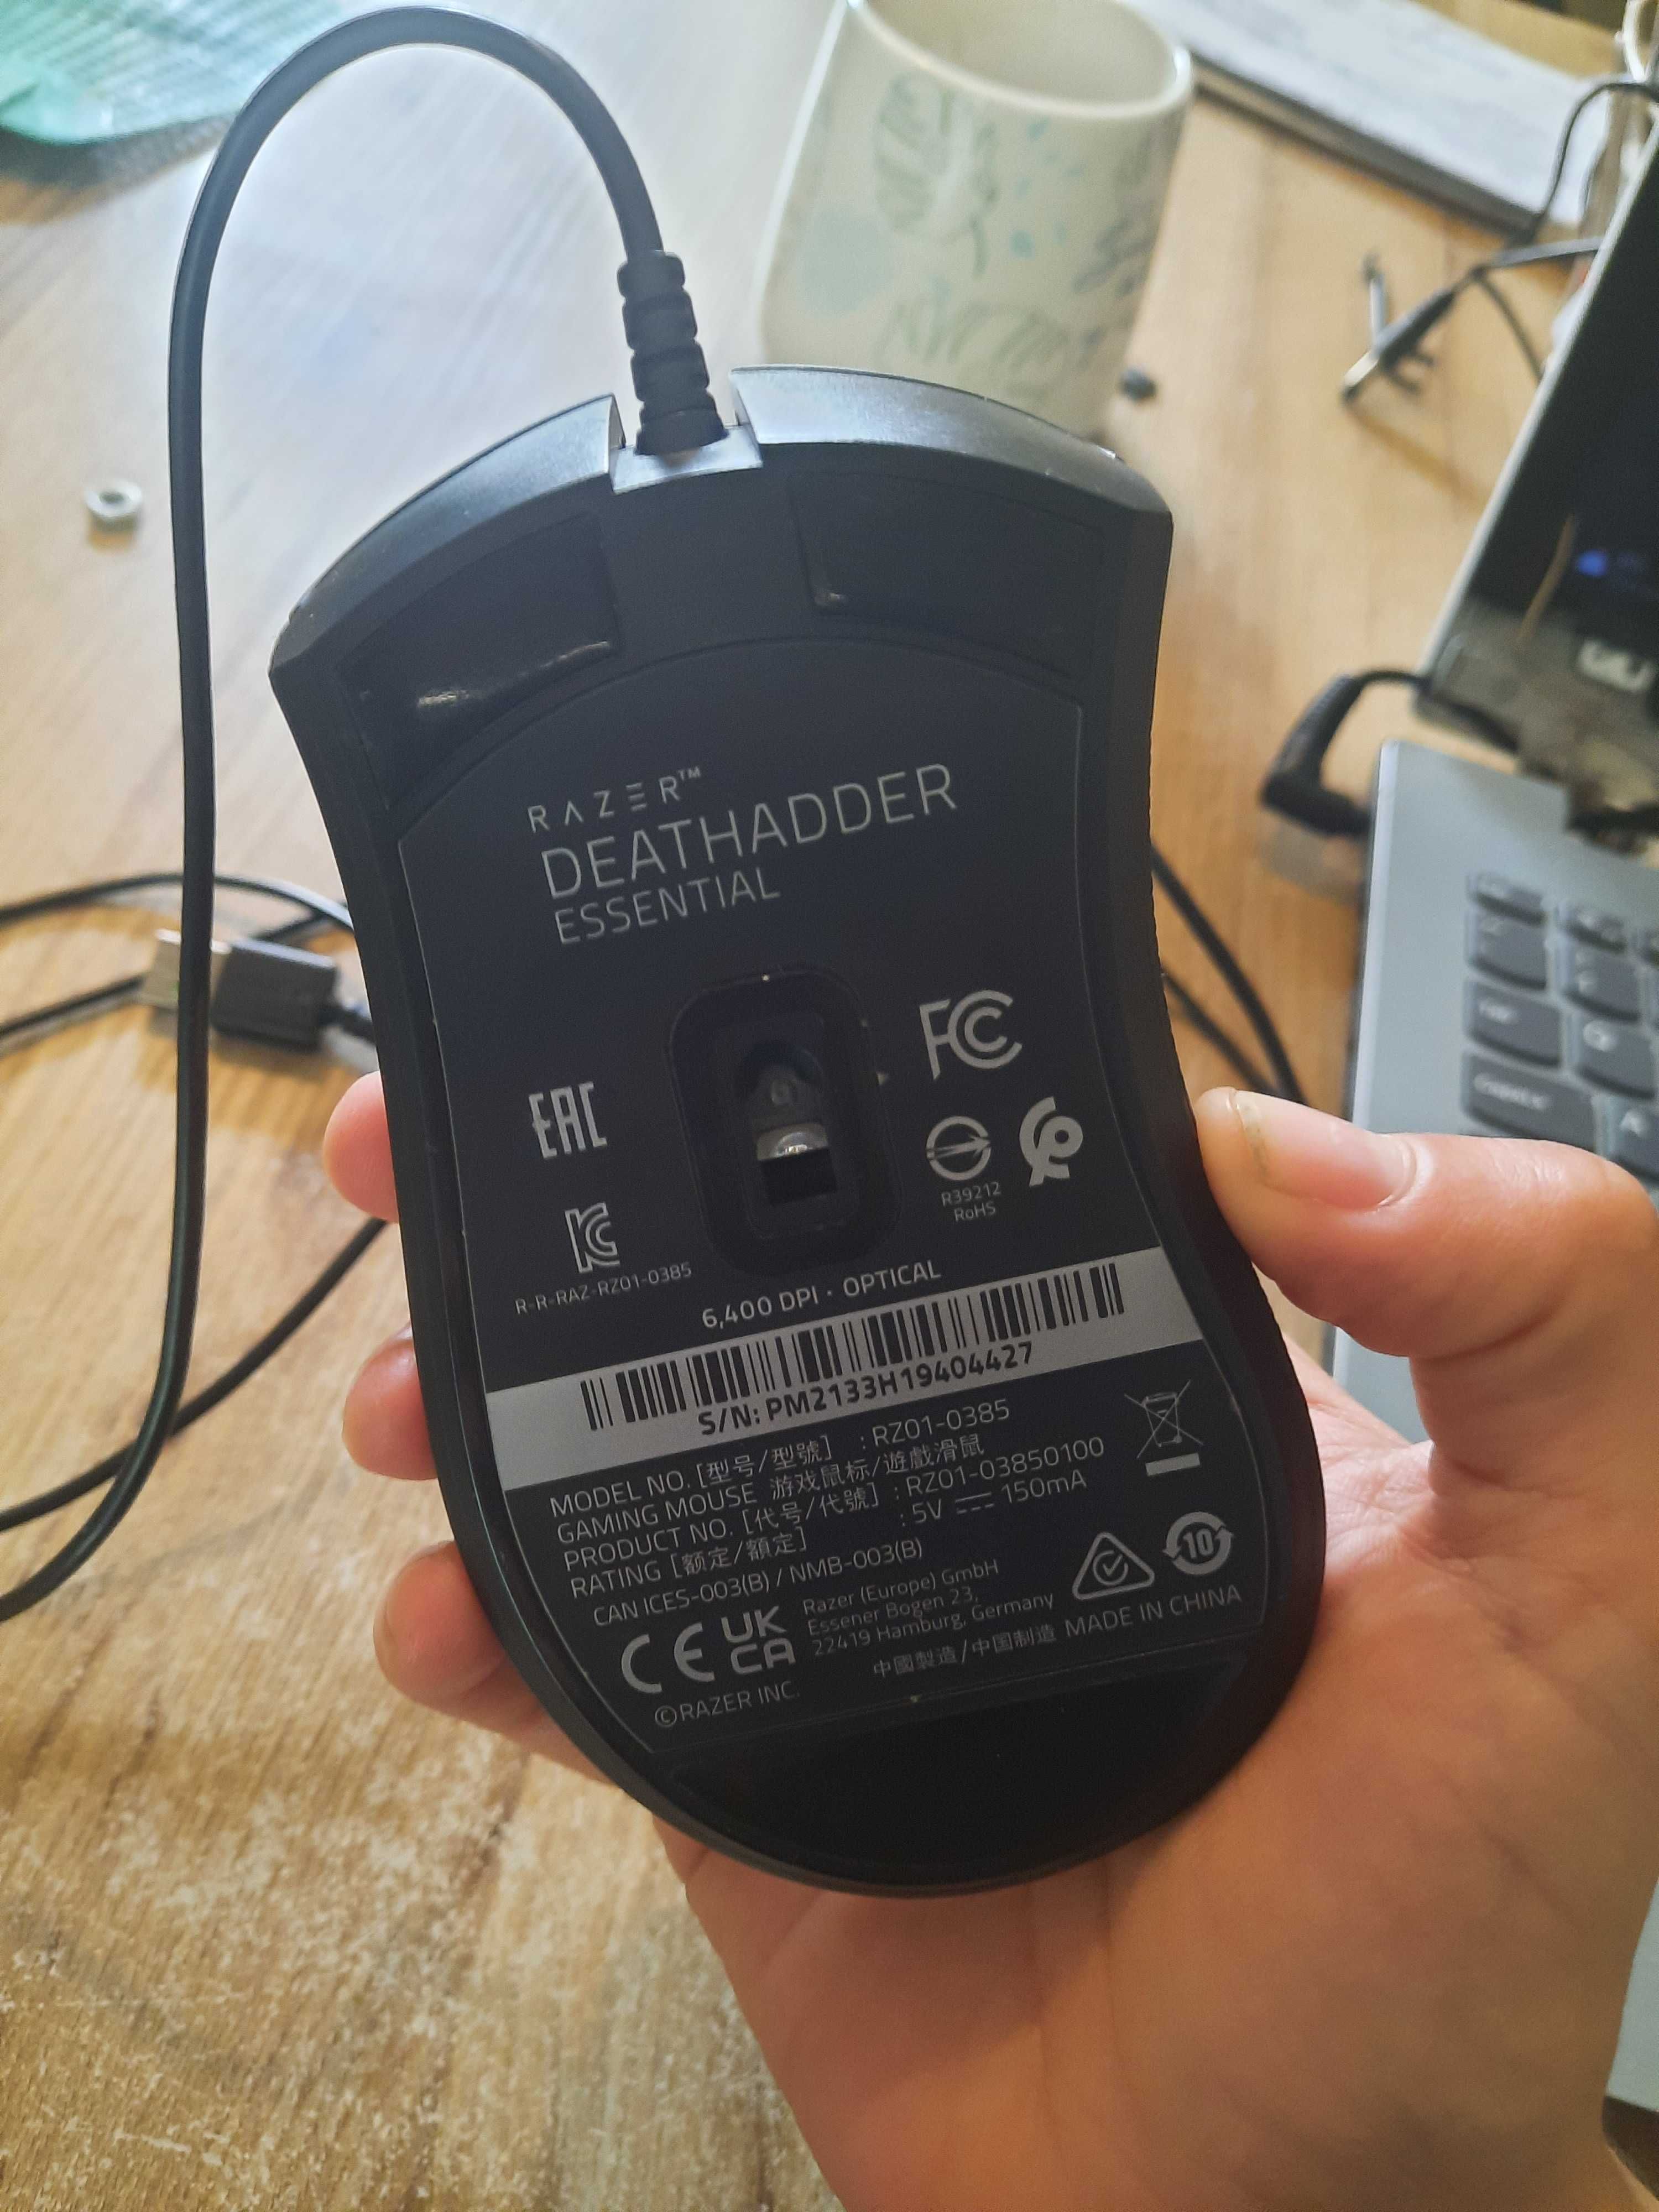 RAZER™
DEATHADDER
ESSENTIAL
FC
EAC
R39212
RoHS
KC
R-R-RAZ-RZ01-0385
6,400 DPI · OPTICAL
S/N: PM2133H19404427
MODEL NO. [型号/型號] : RZ01-0385
GAMING MOUSE 游戏鼠标/遊戲滑鼠
PRODUCT NO. [代号/代號] : RZ01-03850100
RATING [额定/額定] : 5V 150mA
CAN ICES-003(B) / NMB-003(B)
Razer (Europe) GmbH
Essener Bogen 23,
22419 Hamburg, Germany
10
CE UK
CA
中國製造/中国制造 MADE IN CHINA
©RAZER INC.